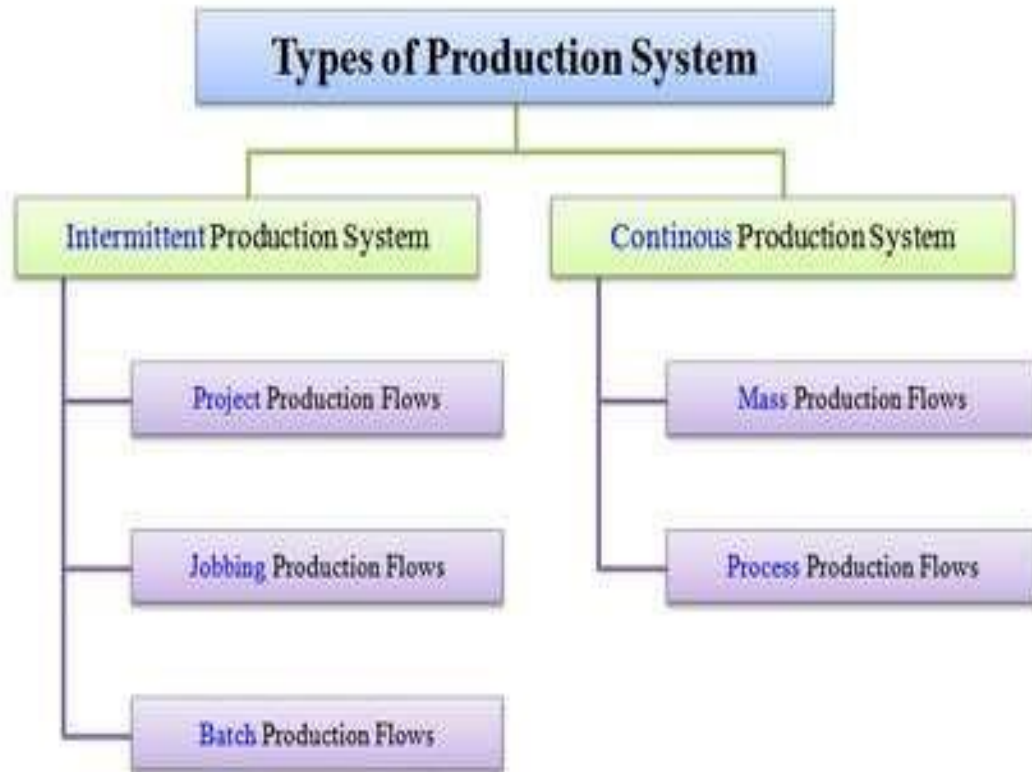 Types of Production System
Intermittent Production System
Continous Production System
Project Production Flows
Mass Production Flows
Jobbing Production Flows
Process Production Flows
Batch Production Flows